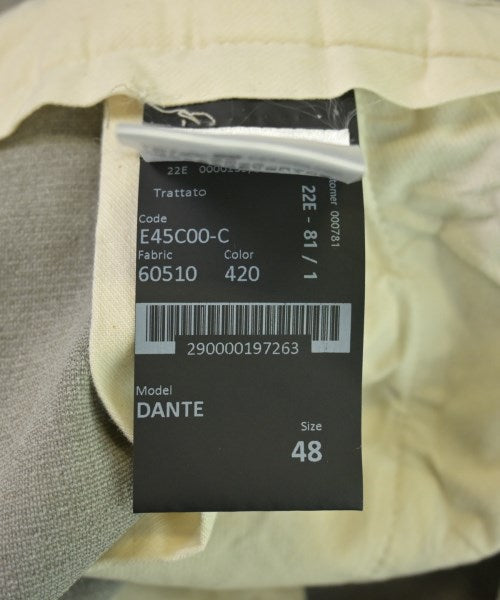 22E
Trattato
Code
E45C00-C
Fabric Color
60510 420
22E - 81 / 1
000781
290000197263
Model
DANTE
Size
48